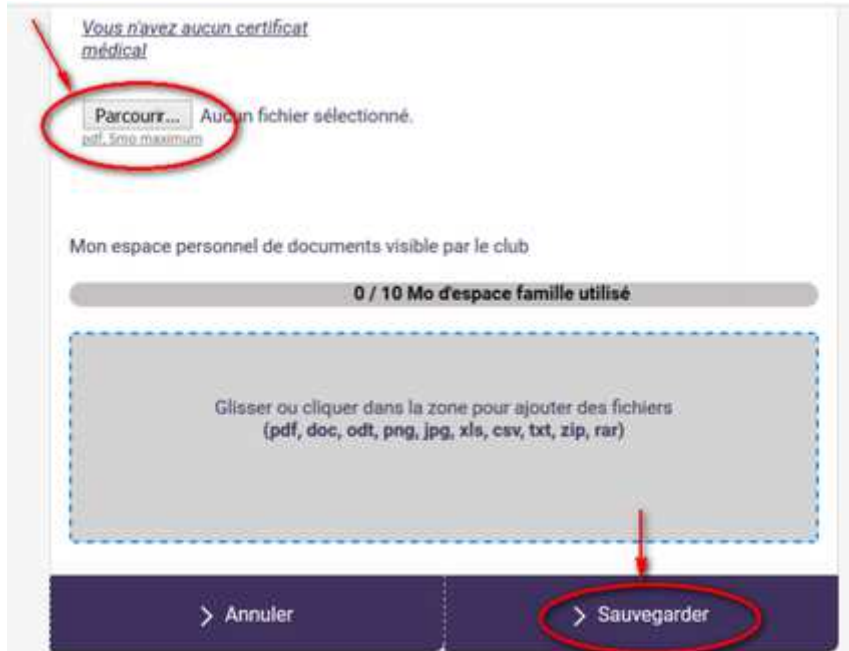 Vous n'avez aucun certificat
médical
Parcourir... Aucun fichier sélectionné.
pdf, 5mo maximum
Mon espace personnel de documents visible par le club
0 / 10 Mo d'espace famille utilisé
Glisser ou cliquer dans la zone pour ajouter des fichiers
(pdf, doc, odt, png, jpg, xls, csv, txt, zip, rar)
> Annuler
> Sauvegarder